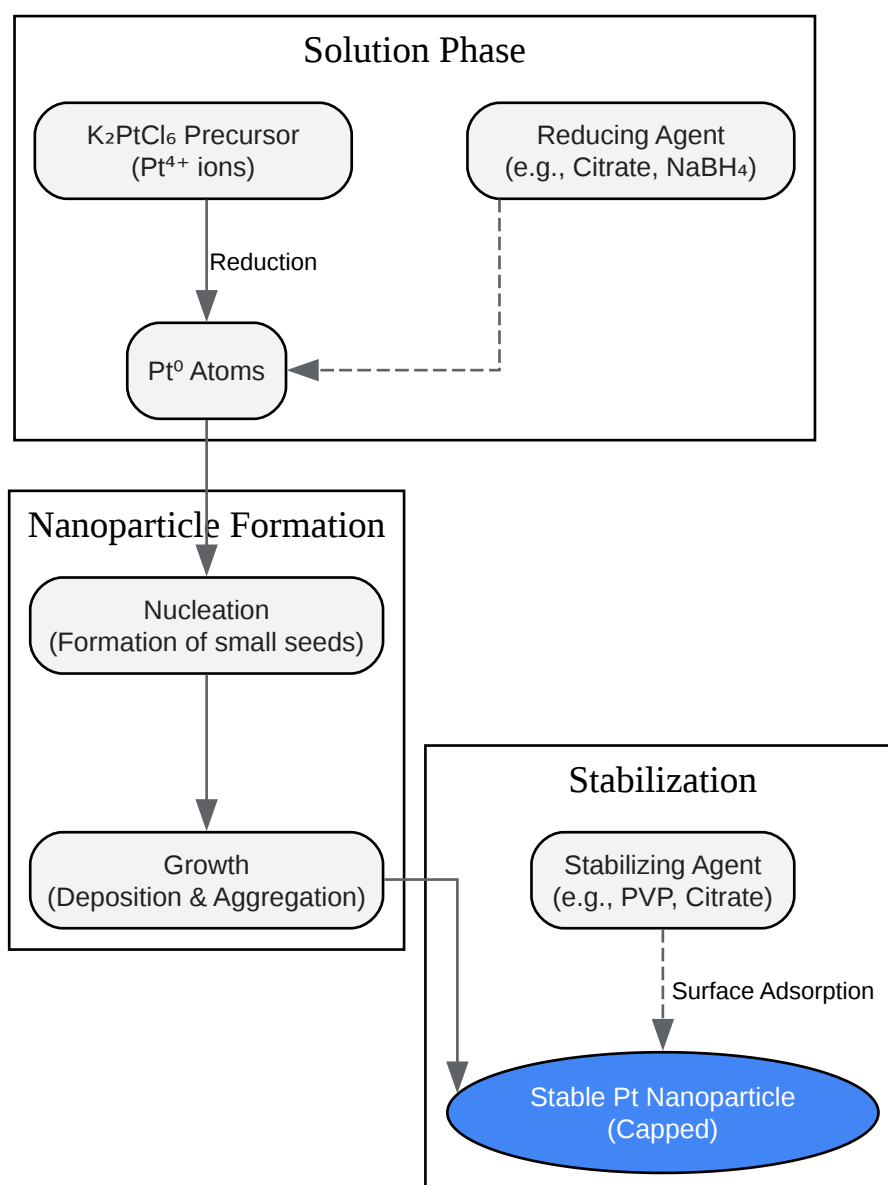 Solution Phase
K₂PtCl₆ Precursor
(Pt⁴⁺ ions)
Reducing Agent
(e.g., Citrate, NaBH₄)
Reduction
Pt⁰ Atoms
Nanoparticle Formation
Nucleation
(Formation of small seeds)
Growth
(Deposition & Aggregation)
Stabilization
Stabilizing Agent
(e.g., PVP, Citrate)
Surface Adsorption
Stable Pt Nanoparticle
(Capped)